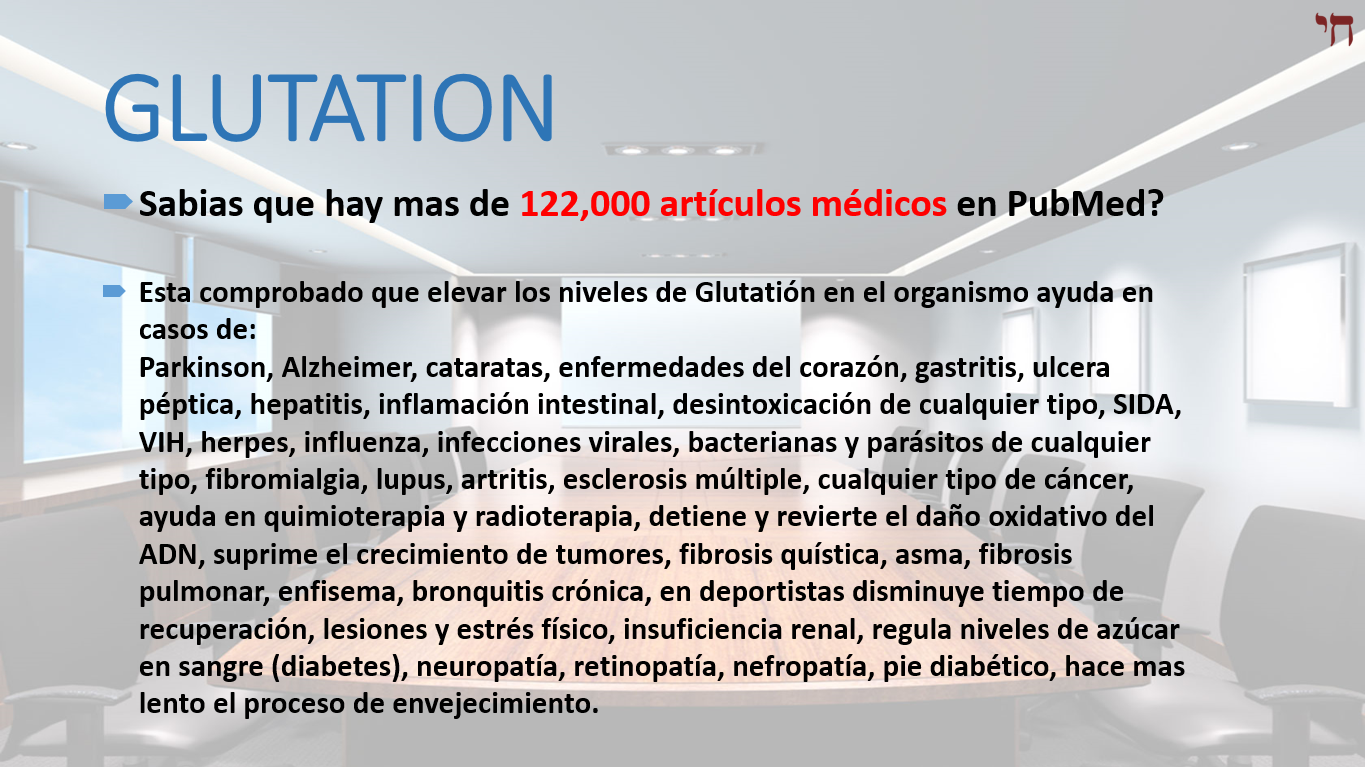 חי
GLUTATION
Sabias que hay mas de 122,000 artículos médicos en PubMed?
Esta comprobado que elevar los niveles de Glutatión en el organismo ayuda en
casos de:
Parkinson, Alzheimer, cataratas, enfermedades del corazón, gastritis, ulcera
péptica, hepatitis, inflamación intestinal, desintoxicación de cualquier tipo, SIDA,
VIH, herpes, influenza, infecciones virales, bacterianas y parásitos de cualquier
tipo, fibromialgia, lupus, artritis, esclerosis múltiple, cualquier tipo de cáncer,
ayuda en quimioterapia y radioterapia, detiene y revierte el daño oxidativo del
ADN, suprime el crecimiento de tumores, fibrosis quística, asma, fibrosis
pulmonar, enfisema, bronquitis crónica, en deportistas disminuye tiempo de
recuperación, lesiones y estrés físico, insuficiencia renal, regula niveles de azúcar
en sangre (diabetes), neuropatía, retinopatía, nefropatía, pie diabético, hace mas
lento el proceso de envejecimiento.